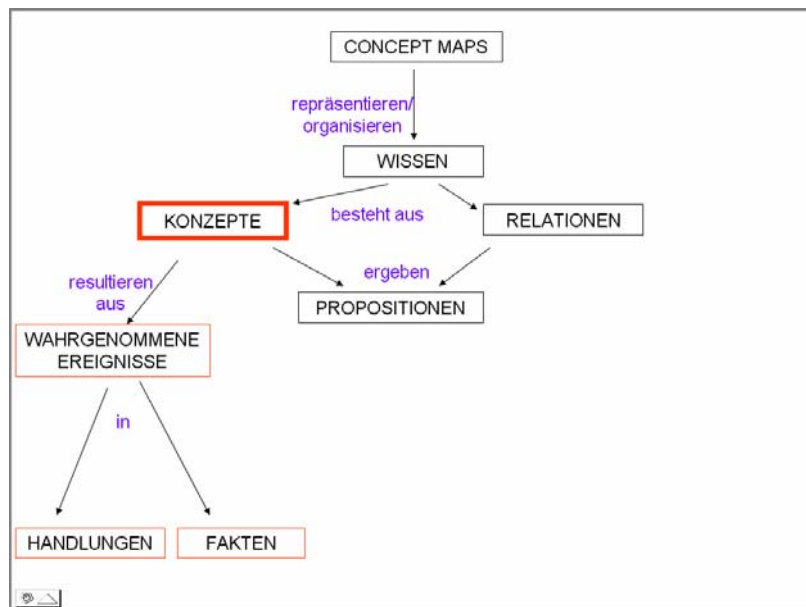 CONCEPT MAPS
repräsentieren/
organisieren
WISSEN
KONZEPTE
besteht aus
RELATIONEN
resultieren
aus
ergeben
PROPOSITIONEN
WAHRGENOMMENE
EREIGNISSE
in
HANDLUNGEN
FAKTEN